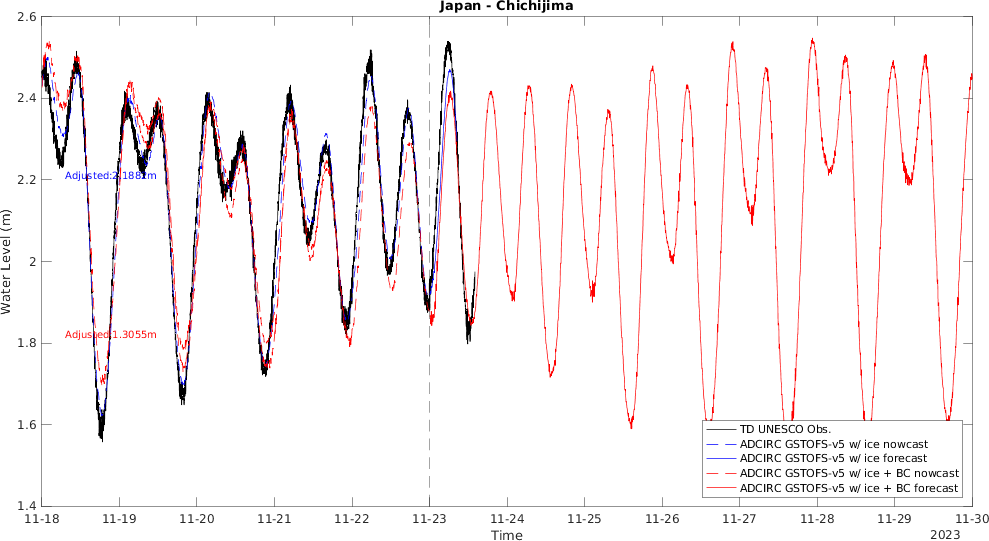 Japan - Chichijima
2.6
2.4
2.2
2
1.8
1.6
1.4
Water Level (m)
Adjusted:2.1882m
Adjusted:1.3055m
TD UNESCO Obs.
ADCIRC GSTOFS-v5 w/ ice nowcast
ADCIRC GSTOFS-v5 w/ ice forecast
ADCIRC GSTOFS-v5 w/ ice + BC nowcast
ADCIRC GSTOFS-v5 w/ ice + BC forecast
11-18 11-19 11-20 11-21 11-22 11-23 11-24 11-25 11-26 11-27 11-28 11-29 11-30
Time
2023